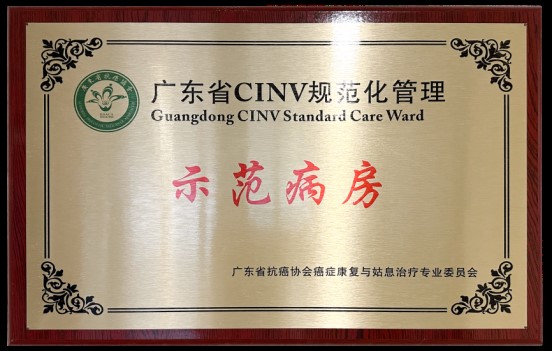 广东省CINV规范化管理
Guangdong CINV Standard Care Ward
示范病房
广东省抗癌协会癌症康复与姑息治疗专业委员会